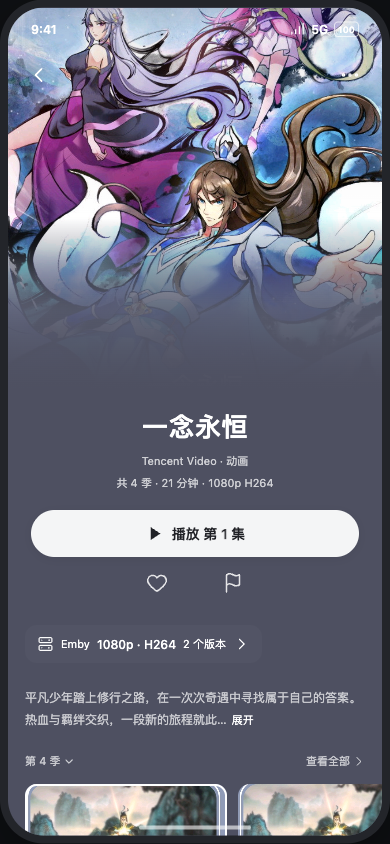 9:41
5G 100
一念永恒
Tencent Video · 动画
共 4 季 · 21 分钟 · 1080p H264
播放 第 1 集
Emby 1080p · H264 2 个版本
平凡少年踏上修行之路，在一次次奇遇中寻找属于自己的答案。
热血与羁绊交织，一段新的旅程就此... 展开
第 4 季
查看全部